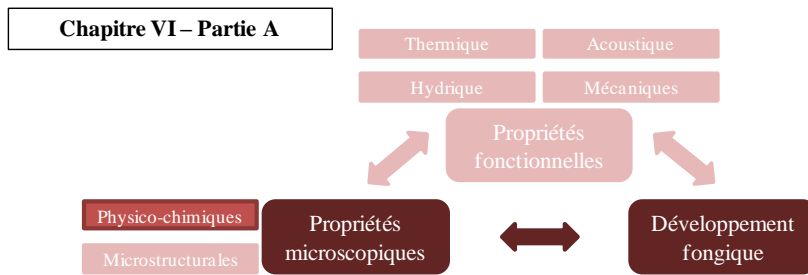 Chapitre VI – Partie A
Thermique
Acoustique
Hydrique
Mécaniques
Propriétés
fonctionnelles
Physico-chimiques
Microstructurales
Propriétés
microscopiques
Développement
fongique